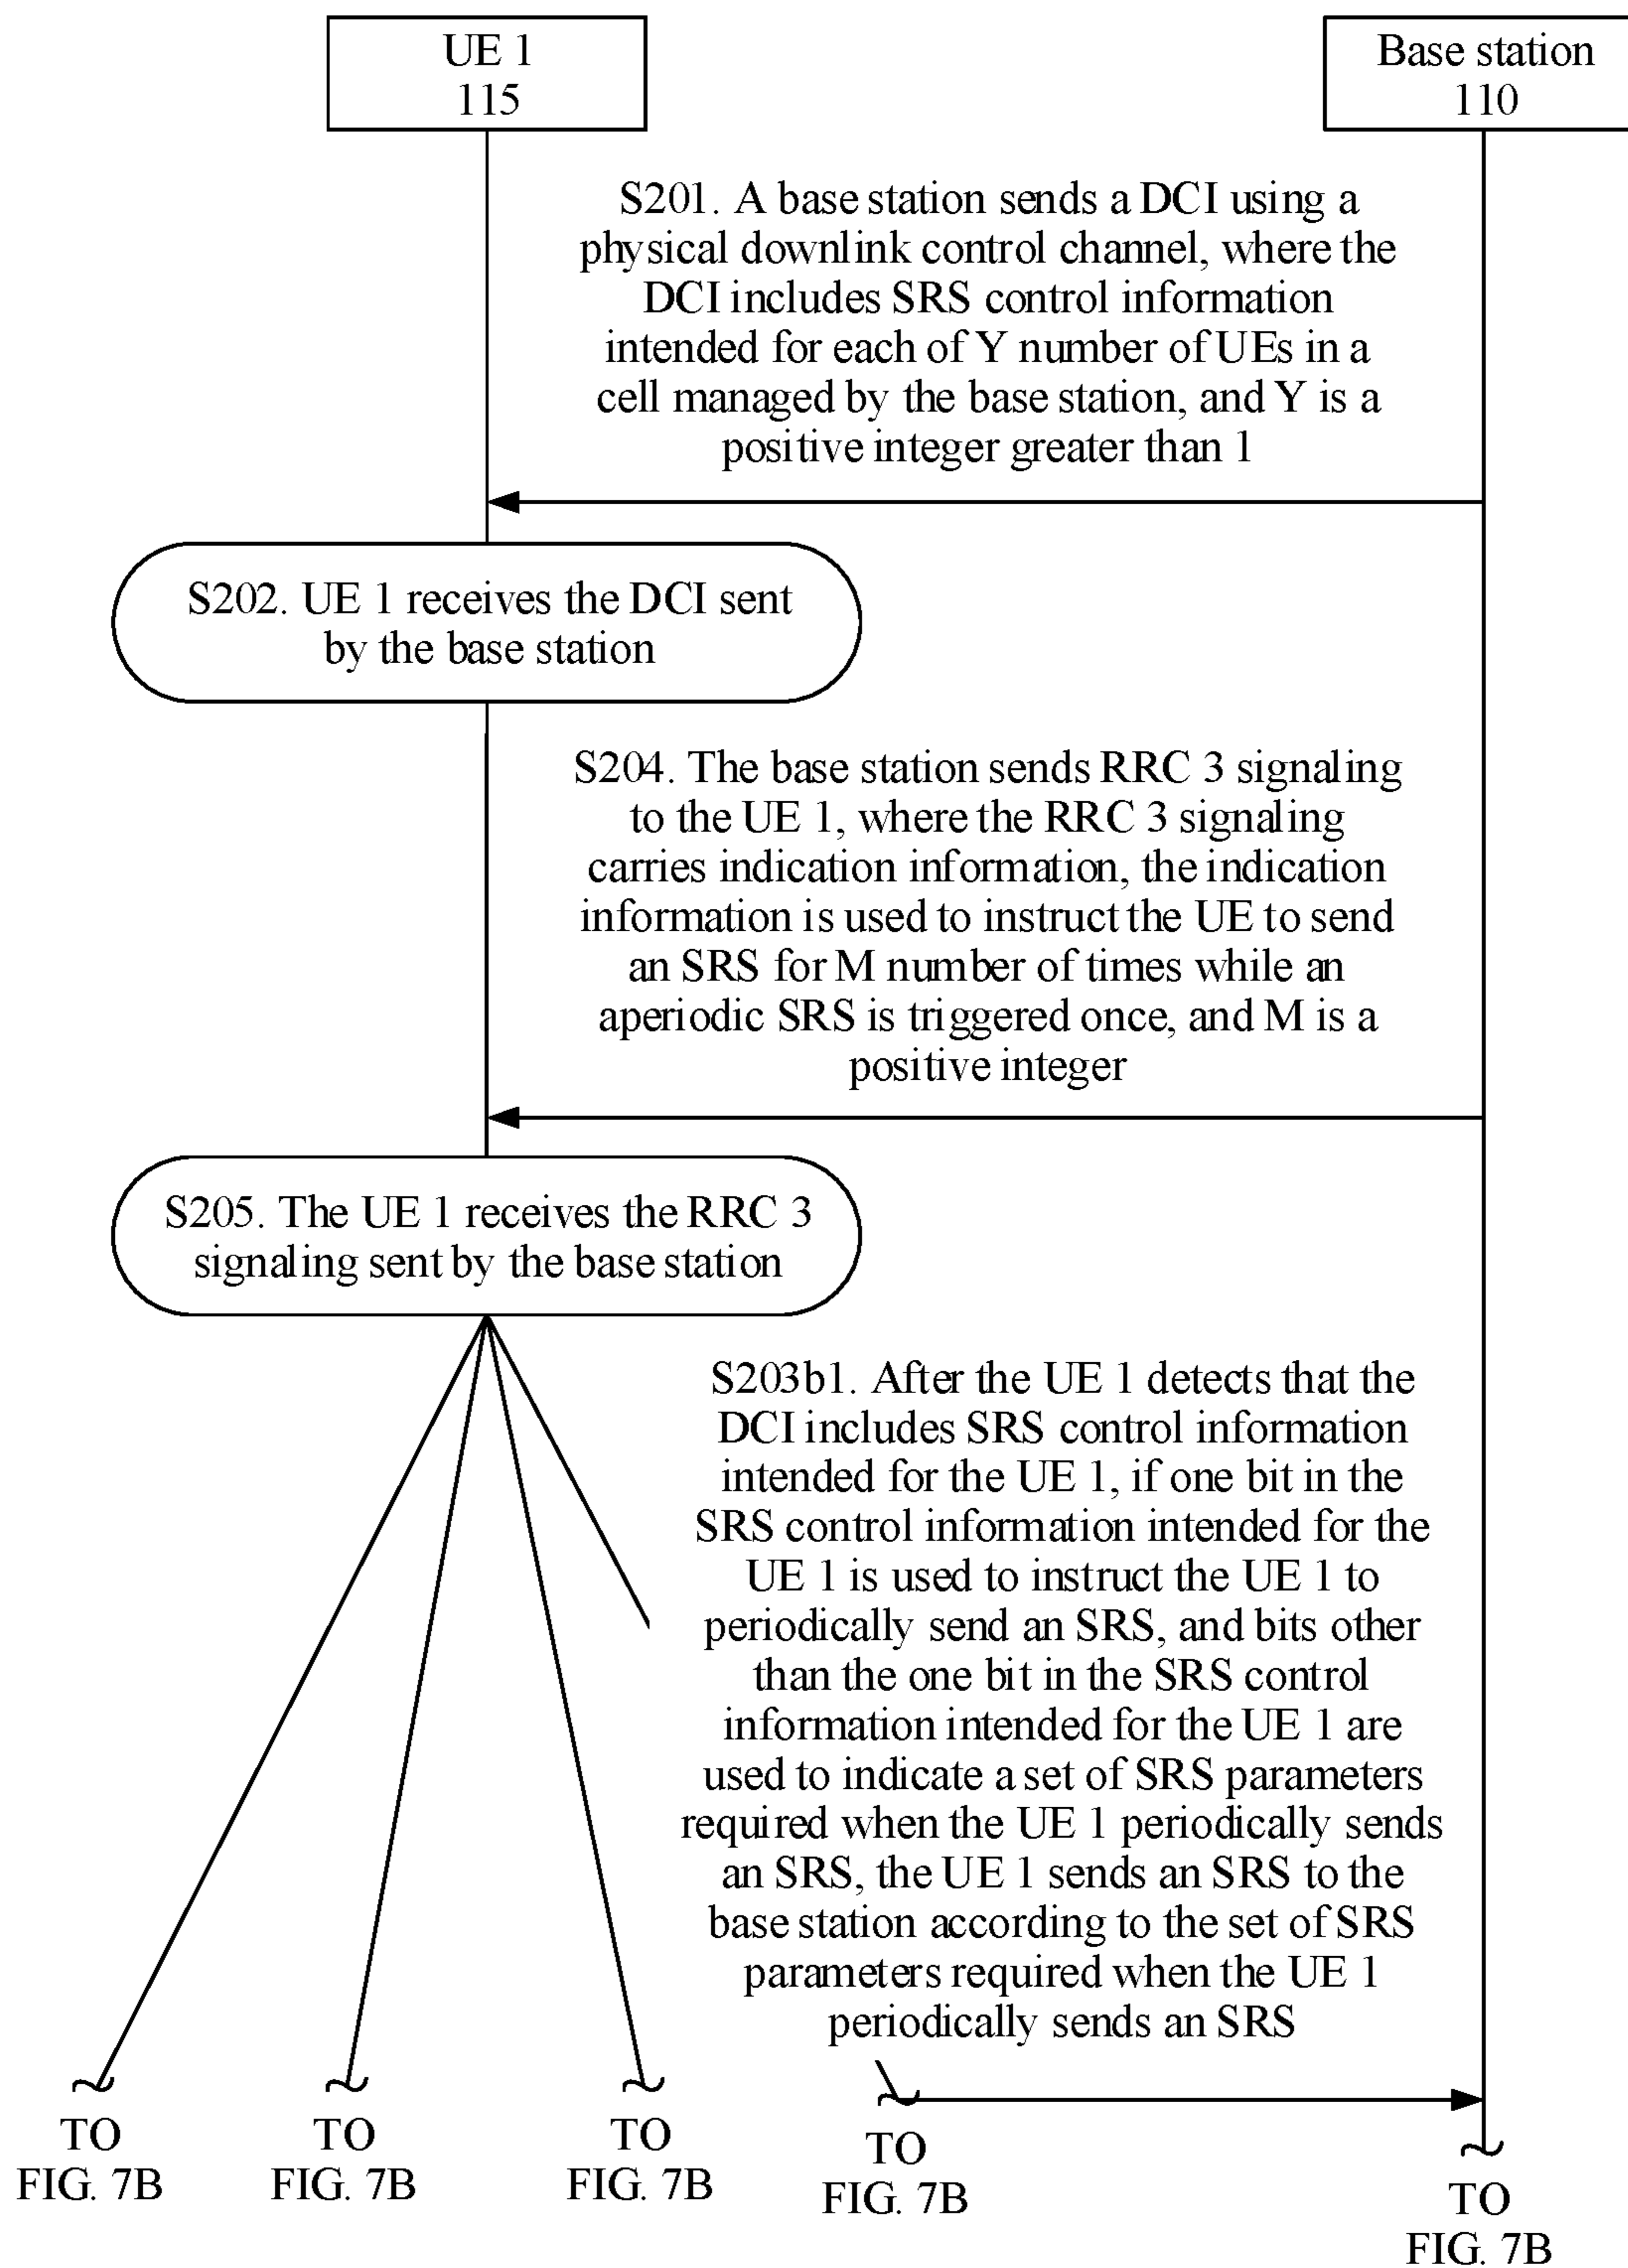 UE 1
115
Base station
110
S201. A base station sends a DCI using a
physical downlink control channel, where the
DCI includes SRS control information
intended for each of Y number of UEs in a
cell managed by the base station, and Y is a
positive integer greater than 1
S202. UE 1 receives the DCI sent
by the base station
S204. The base station sends RRC 3 signaling
to the UE 1, where the RRC 3 signaling
carries indication information, the indication
information is used to instruct the UE to send
an SRS for M number of times while an
aperiodic SRS is triggered once, and M is a
positive integer
S205. The UE 1 receives the RRC 3
signaling sent by the base station
S203b1. After the UE 1 detects that the
DCI includes SRS control information
intended for the UE 1, if one bit in the
SRS control information intended for the
UE 1 is used to instruct the UE 1 to
periodically send an SRS, and bits other
than the one bit in the SRS control
information intended for the UE 1 are
used to indicate a set of SRS parameters
required when the UE 1 periodically sends
an SRS, the UE 1 sends an SRS to the
base station according to the set of SRS
parameters required when the UE 1
periodically sends an SRS
TO
FIG. 7B
TO
FIG. 7B
TO
FIG. 7B
TO
FIG. 7B
TO
FIG. 7B